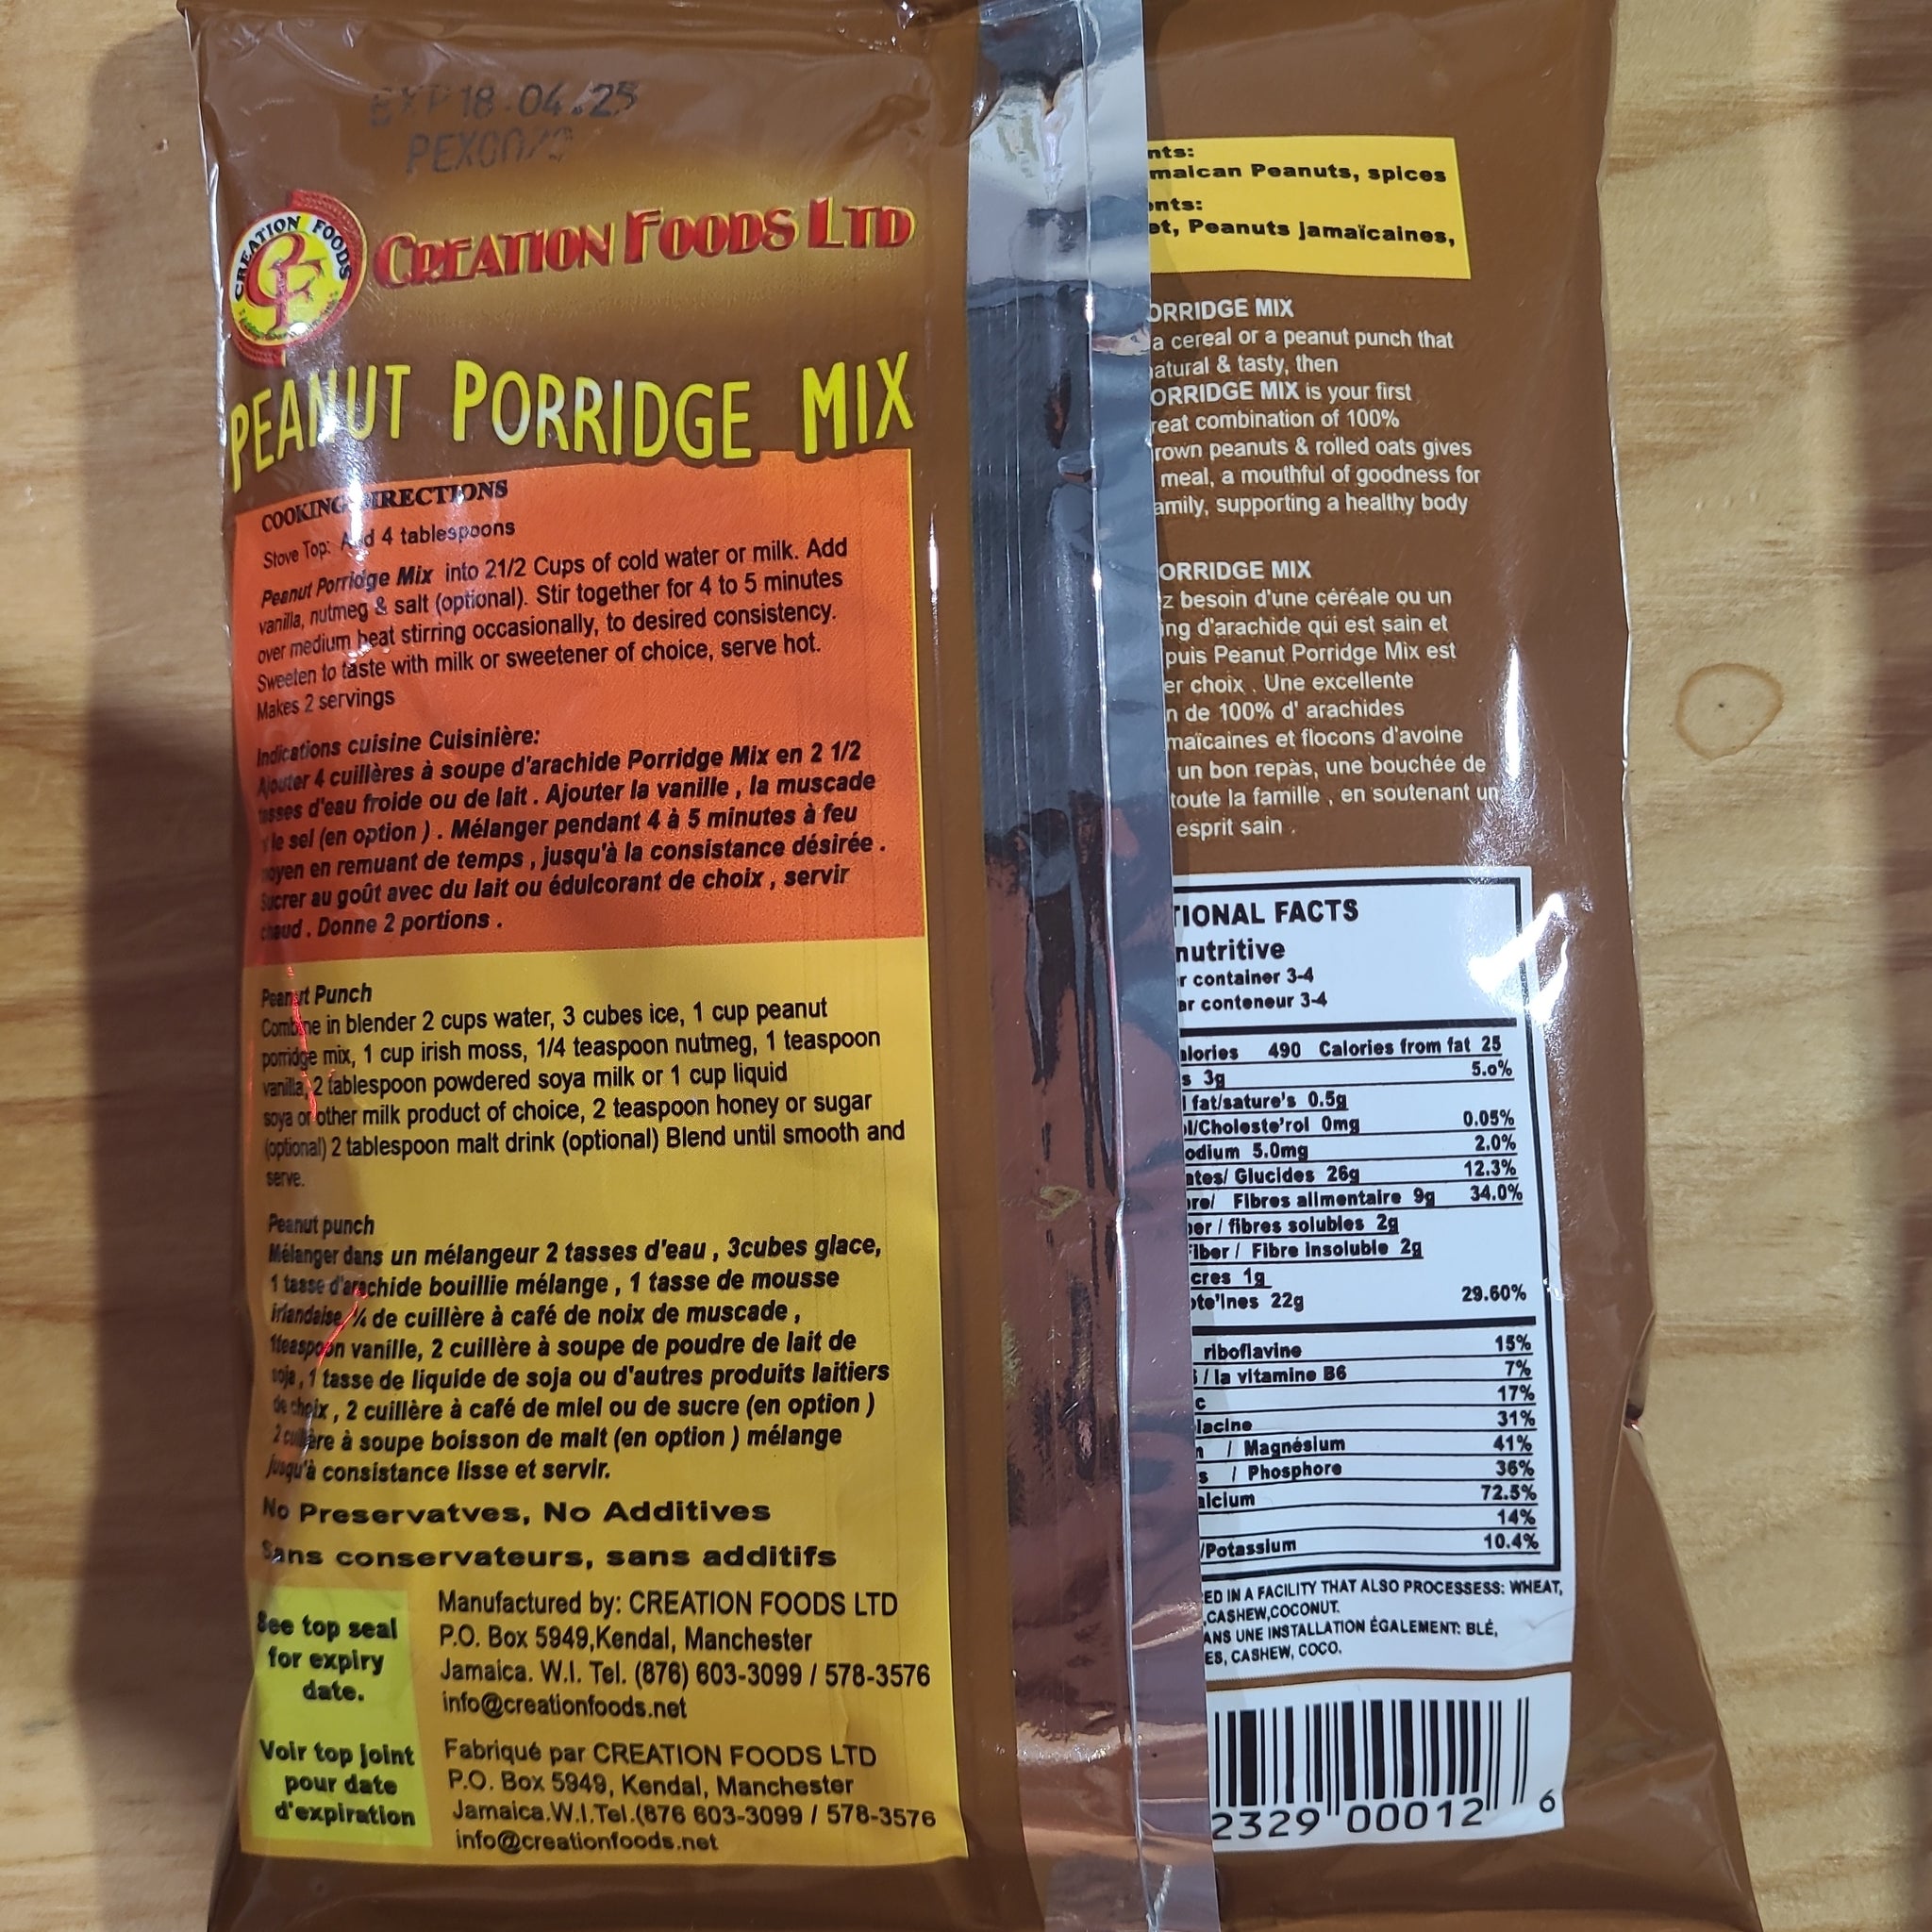 EXP 18.04.25
CREATION FOODS
CF
CREATION FOODS LTD
PEANUT PORRIDGE MIX
COOKING DIRECTIONS
Stove Top: Add 4 tablespoons
Peanut Porridge Mix into 21/2 Cups of cold water or milk. Add
vanilla, nutmeg & salt (optional). Stir together for 4 to 5 minutes
over medium heat stirring occasionally, to desired consistency.
Sweeten to taste with milk or sweetener of choice, serve hot.
Makes 2 servings
Indications cuisine Cuisinière:
Ajouter 4 cuillères à soupe d'arachide Porridge Mix en 2 1/2
tasses d'eau froide ou de lait . Ajouter la vanille , la muscade
le sel (en option ) . Mélanger pendant 4 à 5 minutes à feu
moyen en remuant de temps , jusqu'à la consistance désirée .
Sucrer au goût avec du lait ou édulcorant de choix , servir
chaud . Donne 2 portions .
Peanut Punch
Combine in blender 2 cups water, 3 cubes ice, 1 cup peanut
porridge mix, 1 cup irish moss, 1/4 teaspoon nutmeg, 1 teaspoon
vanilla, 2 tablespoon powdered soya milk or 1 cup liquid
soya or other milk product of choice, 2 teaspoon honey or sugar
(optional) 2 tablespoon malt drink (optional) Blend until smooth and
serve.
Peanut punch
Mélanger dans un mélangeur 2 tasses d'eau , 3cubes glace,
1 tasse d'arachide bouillie mélange , 1 tasse de mousse
irlandaise, ¼ de cuillère à café de noix de muscade ,
1teaspoon vanille, 2 cuillère à soupe de poudre de lait de
soja , 1 tasse de liquide de soja ou d'autres produits laitiers
de choix , 2 cuillère à café de miel ou de sucre (en option )
2 cuillère à soupe boisson de malt (en option ) mélange
jusqu'à consistance lisse et servir.
No Preservatves, No Additives
Sans conservateurs, sans additifs
See top seal
for expiry
date.
Voir top joint
pour date
d'expiration
Manufactured by: CREATION FOODS LTD
P.O. Box 5949,Kendal, Manchester
Jamaica. W.I. Tel. (876) 603-3099 / 578-3576
info@creationfoods.net
Fabriqué par CREATION FOODS LTD
P.O. Box 5949, Kendal, Manchester
Jamaica.W.I.Tel.(876 603-3099 / 578-3576
info@creationfoods.net
nts:
maican Peanuts, spices
ents:
et, Peanuts jamaïcaines,
ORRIDGE MIX
a cereal or a peanut punch that
atural & tasty, then
ORRIDGE MIX is your first
reat combination of 100%
rown peanuts & rolled oats gives
meal, a mouthful of goodness for
amily, supporting a healthy body
ORRIDGE MIX
z besoin d'une céréale ou un
ing d'arachide qui est sain et
puis Peanut Porridge Mix est
er choix . Une excellente
n de 100% d' arachides
maïcaines et flocons d'avoine
un bon repàs, une bouchée de
toute la famille , en soutenant un
esprit sain .
TIONAL FACTS
nutritive
r container 3-4
ar conteneur 3-4
alories 490 Calories from fat 25
s 3g 5.o%
l fat/sature's 0.5g
ol/Choleste'rol 0mg 0.05%
odium 5.0mg 2.0%
ates/ Glucides 26g 12.3%
bre/ Fibres alimentaire 9g 34.0%
ber / fibres solubles 2g
Fiber / Fibre Insoluble 2g
cres 1g
ote'ines 22g 29.60%
riboflavine 15%
6 / la vitamine B6 7%
c 17%
iacine 31%
n / Magnésium 41%
s / Phosphore 36%
alcium 72.5%
14%
/Potassium 10.4%
ED IN A FACILITY THAT ALSO PROCESSESS: WHEAT,
,CASHEW,COCONUT.
ANS UNE INSTALLATION ÉGALEMENT: BLÉ,
ES, CASHEW, COCO.
2329 00012 6